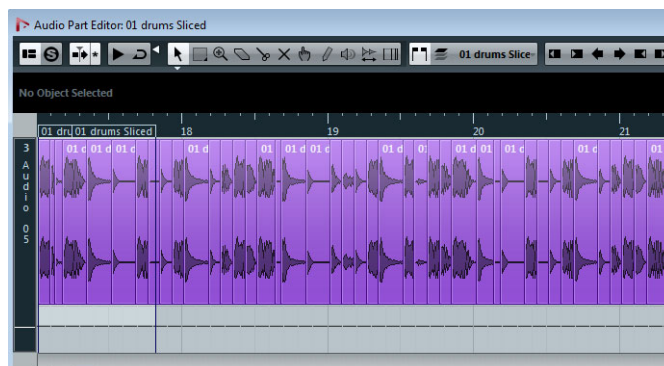 Audio Part Editor: 01 drums Sliced
01 drums Slice
No Object Selected
01 dru 01 drums Sliced 18 19 20 21
3 01 d 01 d 01 d 01 d 01 01 d 01 d 01 d 01 01 d 01 01 d 01 d 01
Audio 05